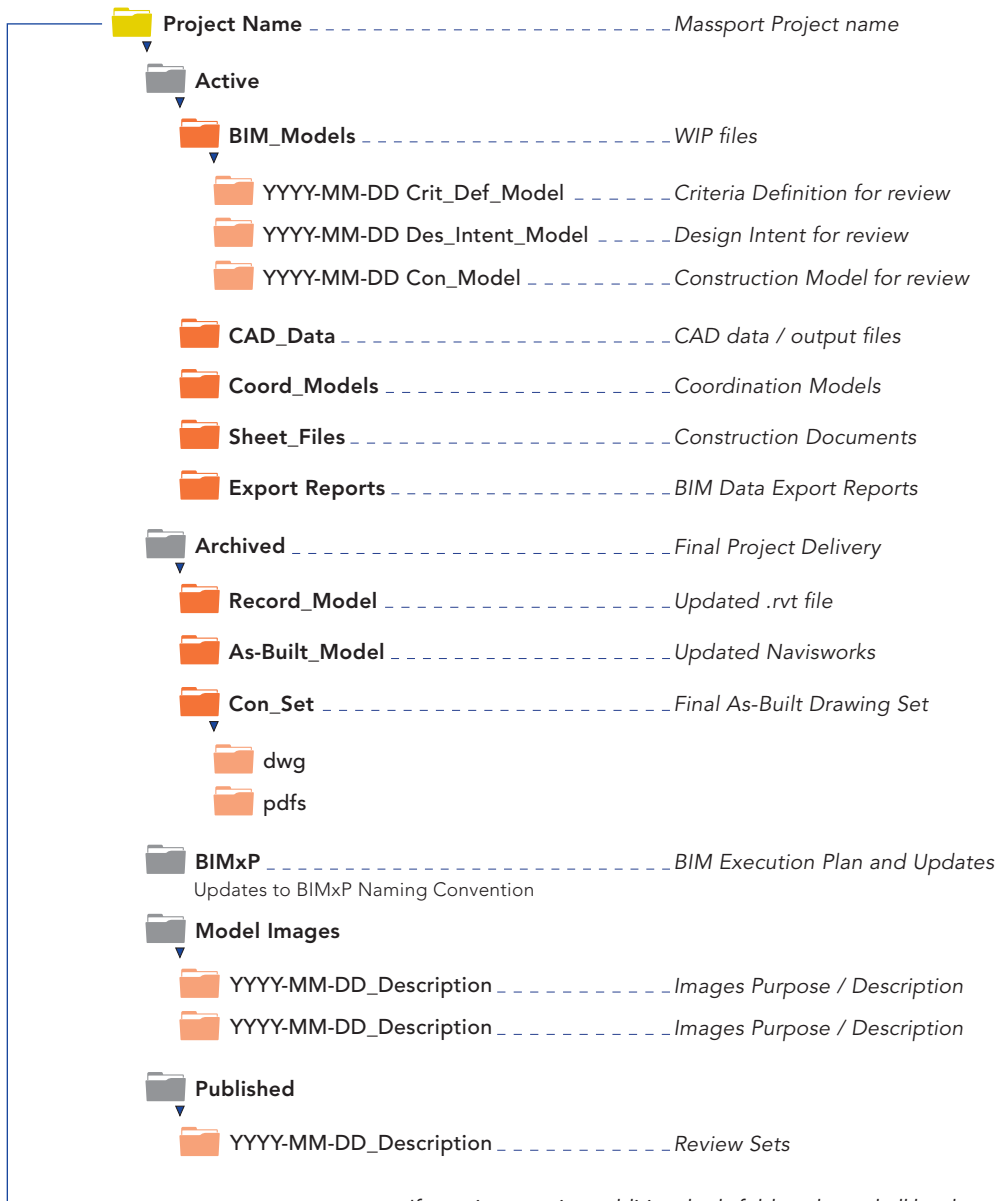 Project Name Massport Project name
Active
BIM_Models WIP files
YYYY-MM-DD Crit_Def_Model Criteria Definition for review
YYYY-MM-DD Des_Intent_Model Design Intent for review
YYYY-MM-DD Con_Model Construction Model for review
CAD_Data CAD data / output files
Coord_Models Coordination Models
Sheet_Files Construction Documents
Export Reports BIM Data Export Reports
Archived Final Project Delivery
Record_Model Updated .rvt file
As-Built_Model Updated Navisworks
Con_Set Final As-Built Drawing Set
dwg
pdfs
BIMxP BIM Execution Plan and Updates
Updates to BIMxP Naming Convention
Model Images
YYYY-MM-DD_Description Images Purpose / Description
YYYY-MM-DD_Description Images Purpose / Description
Published
YYYY-MM-DD_Description Review Sets